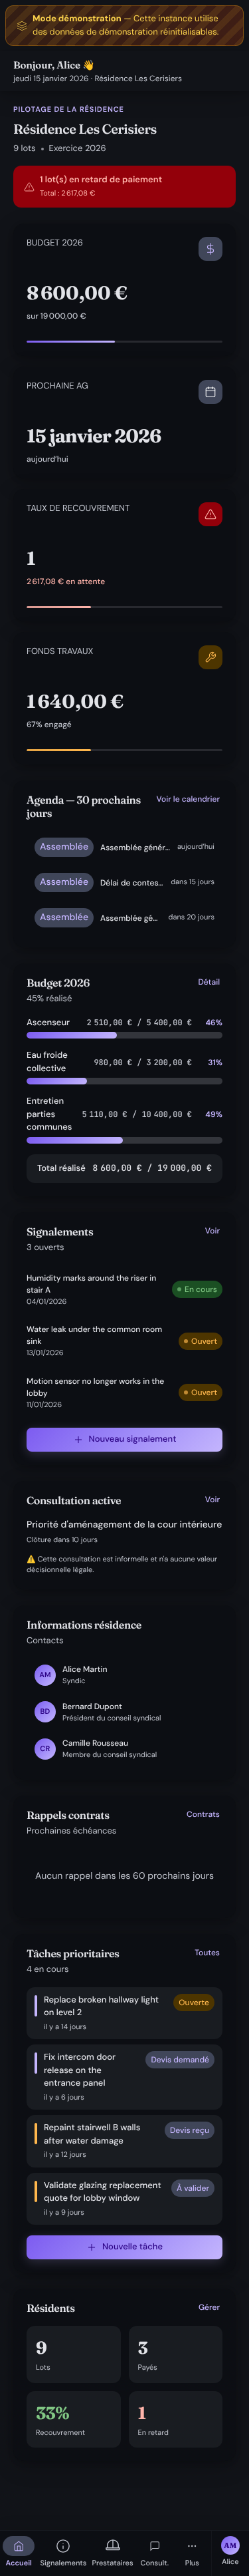 Mode démonstration — Cette instance utilise
des données de démonstration réinitialisables.
Bonjour, Alice 👋
jeudi 15 janvier 2026 · Résidence Les Cerisiers
PILOTAGE DE LA RÉSIDENCE
Résidence Les Cerisiers
9 lots • Exercice 2026
1 lot(s) en retard de paiement
Total : 2 617,08 €
BUDGET 2026
8 600,00 €
sur 19 000,00 €
PROCHAINE AG
15 janvier 2026
aujourd'hui
TAUX DE RECOUVREMENT
1
2 617,08 € en attente
FONDS TRAVAUX
1 640,00 €
67% engagé
Agenda — 30 prochains
jours
Voir le calendrier
Assemblée Assemblée génér... aujourd'hui
Assemblée Délai de contes... dans 15 jours
Assemblée Assemblée gé... dans 20 jours
Budget 2026
Détail
45% réalisé
Ascenseur 2 510,00 € / 5 400,00 € 46%
Eau froide
collective
980,00 € / 3 200,00 € 31%
Entretien
parties
communes
5 110,00 € / 10 400,00 € 49%
Total réalisé 8 600,00 € / 19 000,00 €
Signalements
Voir
3 ouverts
Humidity marks around the riser in
stair A
04/01/2026
En cours
Water leak under the common room
sink
13/01/2026
Ouvert
Motion sensor no longer works in the
lobby
11/01/2026
Ouvert
Nouveau signalement
Consultation active
Voir
Priorité d'aménagement de la cour intérieure
Clôture dans 10 jours
⚠️ Cette consultation est informelle et n'a aucune valeur
décisionnelle légale.
Informations résidence
Contacts
AM
Alice Martin
Syndic
BD
Bernard Dupont
Président du conseil syndical
CR
Camille Rousseau
Membre du conseil syndical
Rappels contrats
Contrats
Prochaines échéances
Aucun rappel dans les 60 prochains jours
Tâches prioritaires
Toutes
4 en cours
Replace broken hallway light
on level 2
il y a 14 jours
Ouverte
Fix intercom door
release on the
entrance panel
il y a 6 jours
Devis demandé
Repaint stairwell B walls
after water damage
il y a 12 jours
Devis reçu
Validate glazing replacement
quote for lobby window
il y a 9 jours
À valider
Nouvelle tâche
Résidents
Gérer
9
Lots
3
Payés
33%
Recouvrement
1
En retard
AM
Accueil Signalements Prestataires Consult. Plus Alice